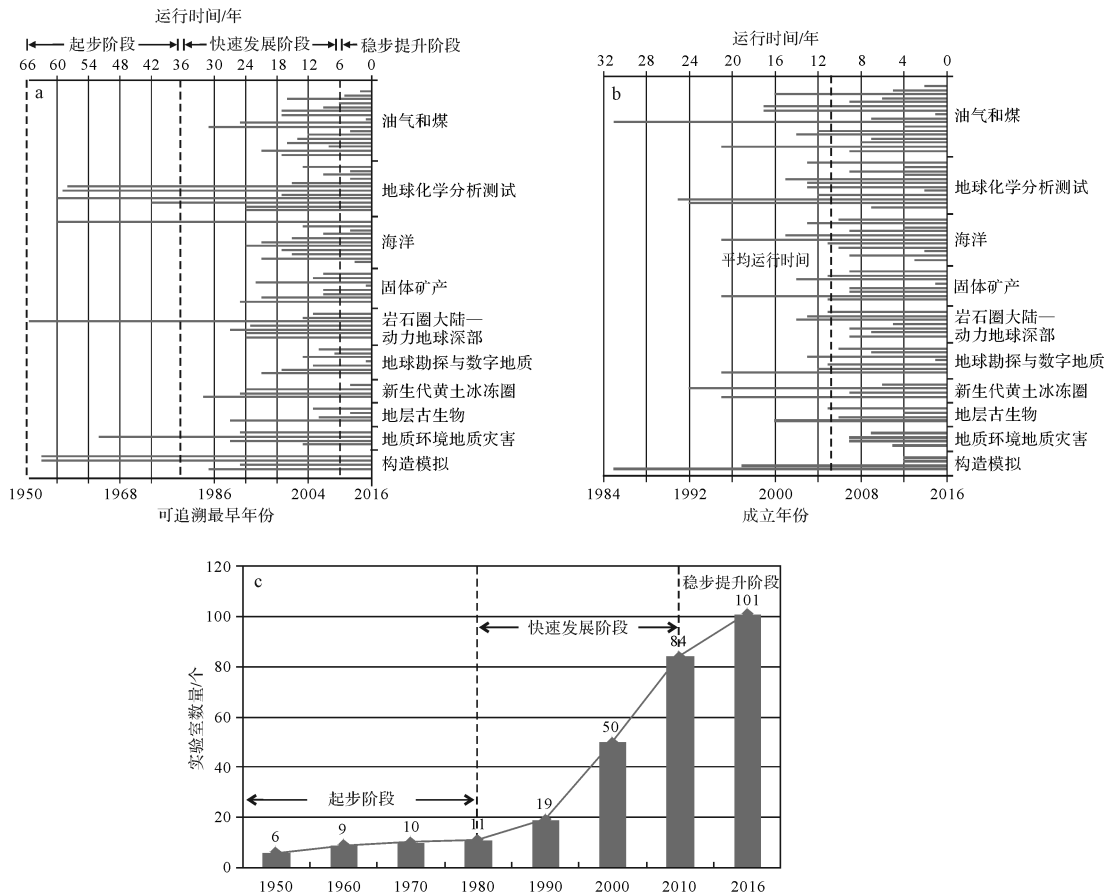 运行时间/年
起步阶段 快速发展阶段 稳步提升阶段
66 60 54 48 42 36 30 24 18 12 6 0
a
油气和煤
地球化学分析测试
海洋
固体矿产
岩石圈大陆—
动力地球深部
地球勘探与数字地质
新生代黄土冰冻圈
地层古生物
地质环境地质灾害
构造模拟
1950 1968 1986 2004 2016
可追溯最早年份
运行时间/年
32 28 24 20 16 12 8 4 0
b
油气和煤
地球化学分析测试
海洋
平均运行时间
固体矿产
岩石圈大陆—
动力地球深部
地球勘探与数字地质
新生代黄土冰冻圈
地层古生物
地质环境地质灾害
构造模拟
1984 1992 2000 2008 2016
成立年份
c
稳步提升阶段
快速发展阶段
起步阶段
实验室数量/个
120
100
80
60
40
20
0
6 9 10 11 19 50 84 101
1950 1960 1970 1980 1990 2000 2010 2016